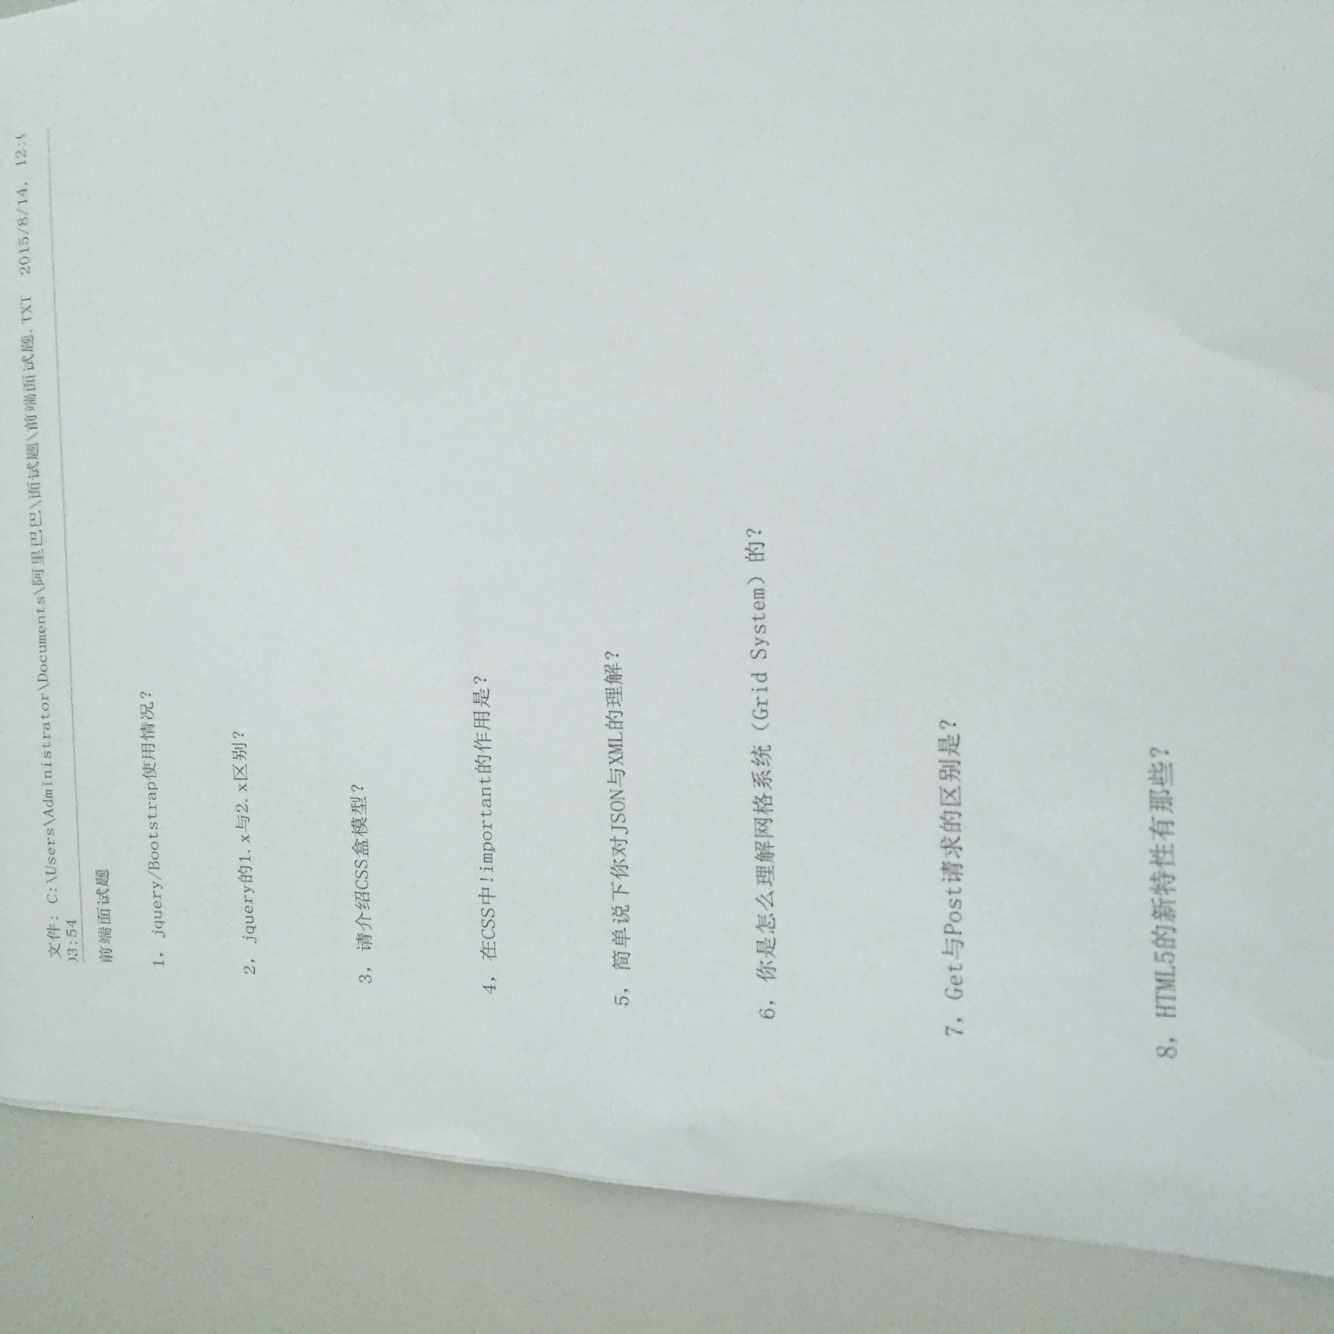 文件: C:\Users\Administrator\Documents\阿里巴巴\面试题\前端面试题.TXT 2015/8/14, 12:
03:54
前端面试题
1, jquery/Bootstrap使用情况?
2, jquery的1.x与2.x区别?
3, 请介绍CSS盒模型?
4, 在CSS中!important的作用是?
5, 简单说下你对JSON与XML的理解?
6, 你是怎么理解网格系统（Grid System）的?
7, Get与Post请求的区别是?
8, HTML5的新特性有那些?